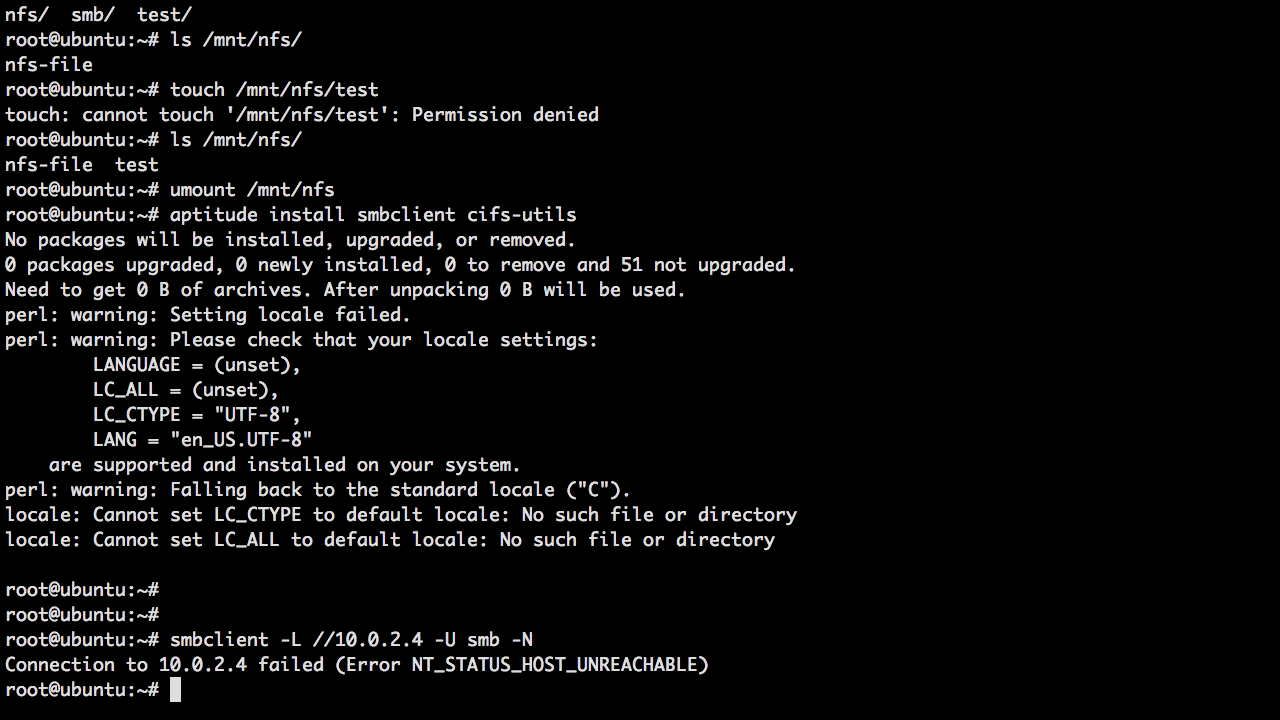 nfs/  smb/  test/
root@ubuntu:~# ls /mnt/nfs/
nfs-file
root@ubuntu:~# touch /mnt/nfs/test
touch: cannot touch '/mnt/nfs/test': Permission denied
root@ubuntu:~# ls /mnt/nfs/
nfs-file  test
root@ubuntu:~# umount /mnt/nfs
root@ubuntu:~# aptitude install smbclient cifs-utils
No packages will be installed, upgraded, or removed.
0 packages upgraded, 0 newly installed, 0 to remove and 51 not upgraded.
Need to get 0 B of archives. After unpacking 0 B will be used.
perl: warning: Setting locale failed.
perl: warning: Please check that your locale settings:
        LANGUAGE = (unset),
        LC_ALL = (unset),
        LC_CTYPE = "UTF-8",
        LANG = "en_US.UTF-8"
    are supported and installed on your system.
perl: warning: Falling back to the standard locale ("C").
locale: Cannot set LC_CTYPE to default locale: No such file or directory
locale: Cannot set LC_ALL to default locale: No such file or directory

root@ubuntu:~#
root@ubuntu:~#
root@ubuntu:~# smbclient -L //10.0.2.4 -U smb -N
Connection to 10.0.2.4 failed (Error NT_STATUS_HOST_UNREACHABLE)
root@ubuntu:~#